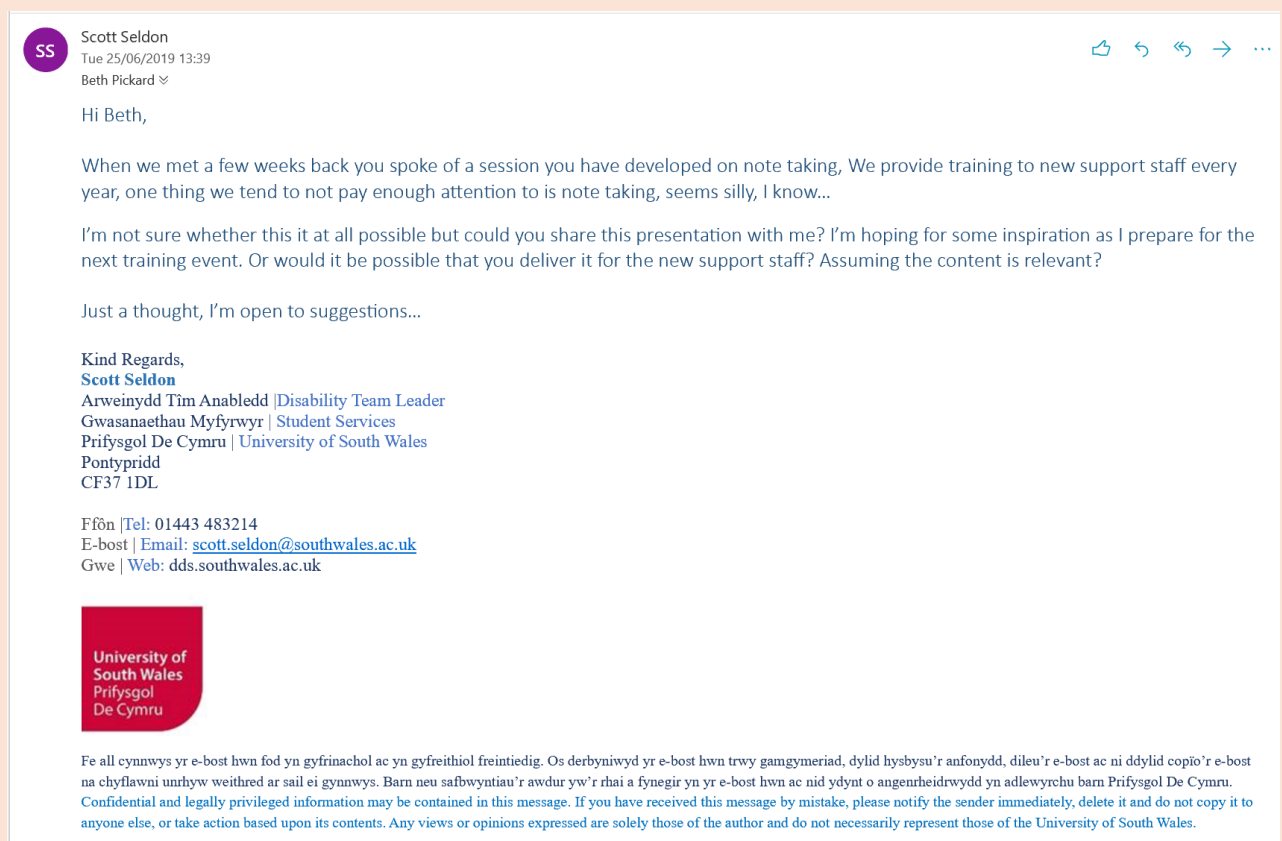 SS
Scott Seldon
Tue 25/06/2019 13:39
Beth Pickard
Hi Beth,
When we met a few weeks back you spoke of a session you have developed on note taking, We provide training to new support staff every
year, one thing we tend to not pay enough attention to is note taking, seems silly, I know…
I’m not sure whether this it at all possible but could you share this presentation with me? I’m hoping for some inspiration as I prepare for the
next training event. Or would it be possible that you deliver it for the new support staff? Assuming the content is relevant?
Just a thought, I’m open to suggestions…
Kind Regards,
Scott Seldon
Arweinydd Tîm Anabledd |Disability Team Leader
Gwasanaethau Myfyrwyr | Student Services
Prifysgol De Cymru | University of South Wales
Pontypridd
CF37 1DL
Ffôn |Tel: 01443 483214
E-bost | Email: scott.seldon@southwales.ac.uk
Gwe | Web: dds.southwales.ac.uk
University of
South Wales
Prifysgol
De Cymru
Fe all cynnwys yr e-bost hwn fod yn gyfrinachol ac yn gyfreithiol freintiedig. Os derbyniwyd yr e-bost hwn trwy gamgymeriad, dylid hysbysu’r anfonydd, dileu’r e-bost ac ni ddylid copïo’r e-bost
na chyflawni unrhyw weithred ar sail ei gynnwys. Barn neu safbwyntiau’r awdur yw’r rhai a fynegir yn yr e-bost hwn ac nid ydynt o angenrheidrwydd yn adlewyrchu barn Prifysgol De Cymru.
Confidential and legally privileged information may be contained in this message. If you have received this message by mistake, please notify the sender immediately, delete it and do not copy it to
anyone else, or take action based upon its contents. Any views or opinions expressed are solely those of the author and do not necessarily represent those of the University of South Wales.